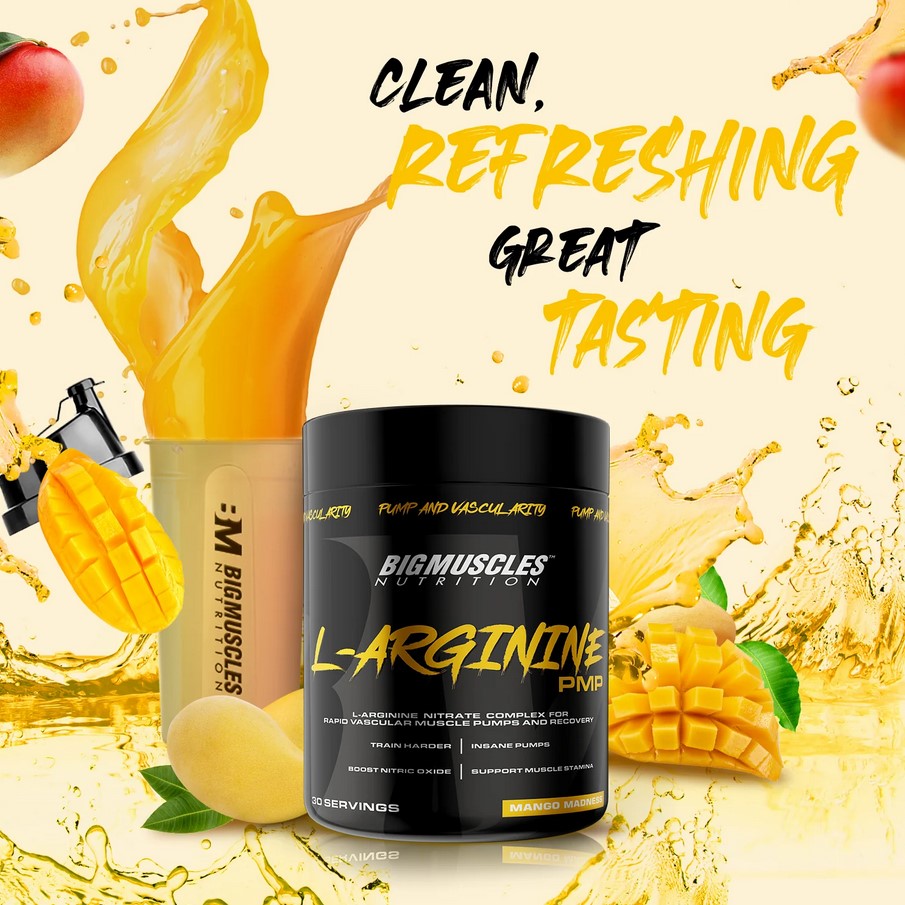 CLEAN,
REFRESHING
GREAT
TASTING
VASCULARITY PUMP AND VASCULARITY PUMP AND
BIGMUSCLES™
NUTRITION
L-ARGININE
PMP
L-ARGININE NITRATE COMPLEX FOR
RAPID VASCULAR MUSCLE PUMPS AND RECOVERY
TRAIN HARDER | INSANE PUMPS
BOOST NITRIC OXIDE | SUPPORT MUSCLE STAMINA
30 SERVINGS
MANGO MADNESS
:M BIGMUSCLES
NUTRITION